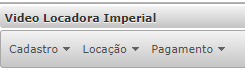 Video Locadora Imperial
Cadastro Locação Pagamento